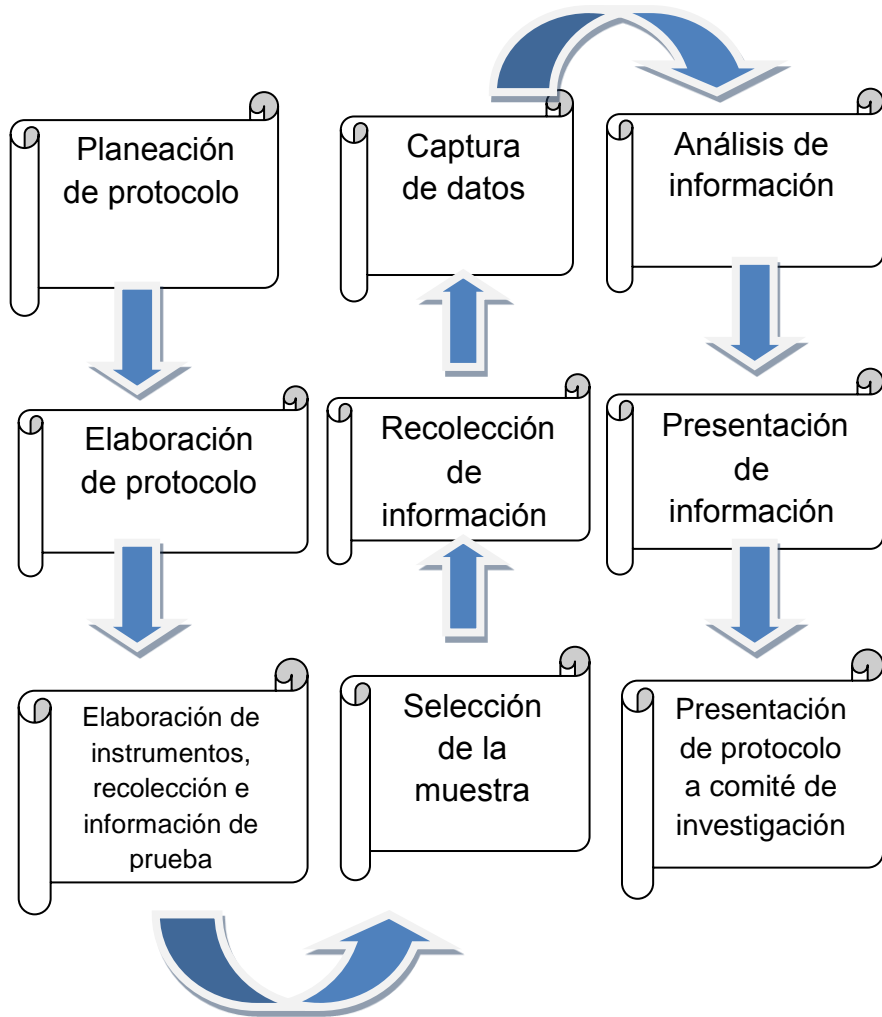 Planeación
de protocolo
Elaboración
de protocolo
Elaboración de
instrumentos,
recolección e
información de
prueba
Selección
de la
muestra
Recolección
de
información
Captura
de datos
Análisis de
información
Presentación
de
información
Presentación
de protocolo
a comité de
investigación